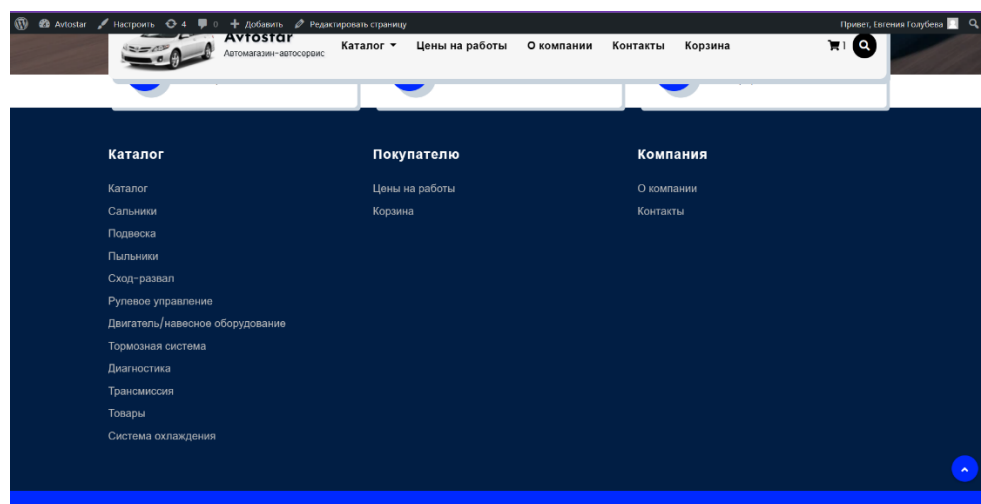 Avtostar Настроить 4 0 Добавить Редактировать страницу Привет, Евгения Голубева
Avtostar
Автомагазин-автосервис
Каталог Цены на работы О компании Контакты Корзина 1
Каталог
Каталог
Сальники
Подвеска
Пыльники
Сход-развал
Рулевое управление
Двигатель/навесное оборудование
Тормозная система
Диагностика
Трансмиссия
Товары
Система охлаждения
Покупателю
Цены на работы
Корзина
Компания
О компании
Контакты